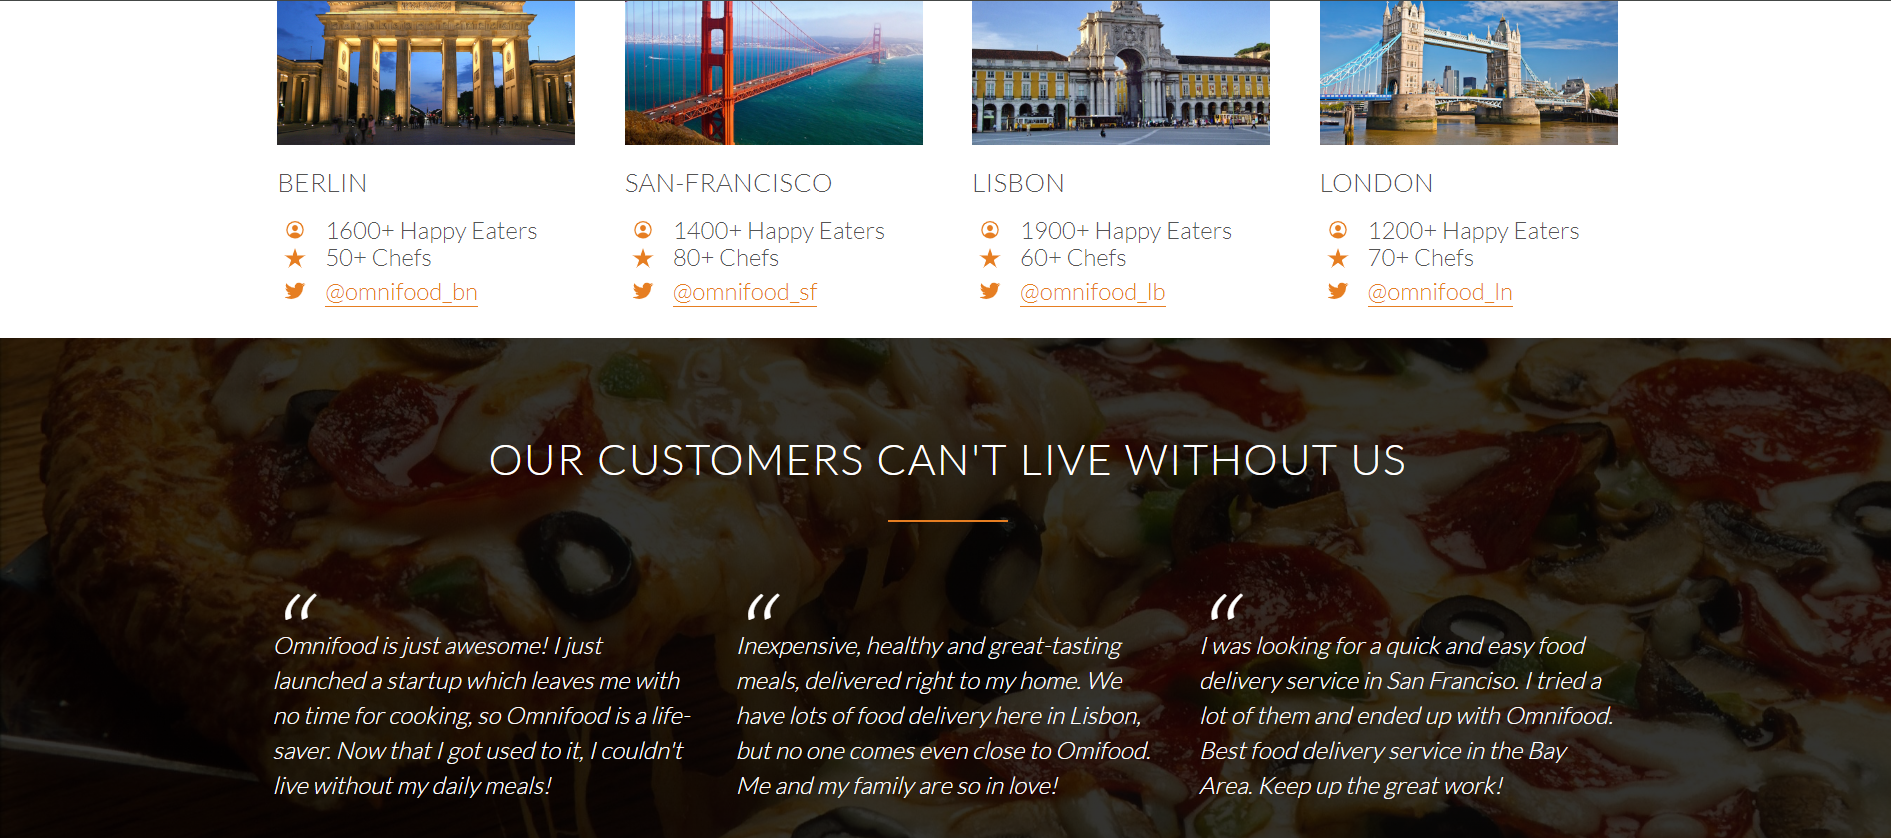 BERLIN
1600+ Happy Eaters
50+ Chefs
@omnifood_bn
SAN-FRANCISCO
1400+ Happy Eaters
80+ Chefs
@omnifood_sf
LISBON
1900+ Happy Eaters
60+ Chefs
@omnifood_lb
LONDON
1200+ Happy Eaters
70+ Chefs
@omnifood_ln
OUR CUSTOMERS CAN'T LIVE WITHOUT US
“
Omnifood is just awesome! I just
launched a startup which leaves me with
no time for cooking, so Omnifood is a life-
saver. Now that I got used to it, I couldn't
live without my daily meals!
“
Inexpensive, healthy and great-tasting
meals, delivered right to my home. We
have lots of food delivery here in Lisbon,
but no one comes even close to Omifood.
Me and my family are so in love!
“
I was looking for a quick and easy food
delivery service in San Franciso. I tried a
lot of them and ended up with Omnifood.
Best food delivery service in the Bay
Area. Keep up the great work!